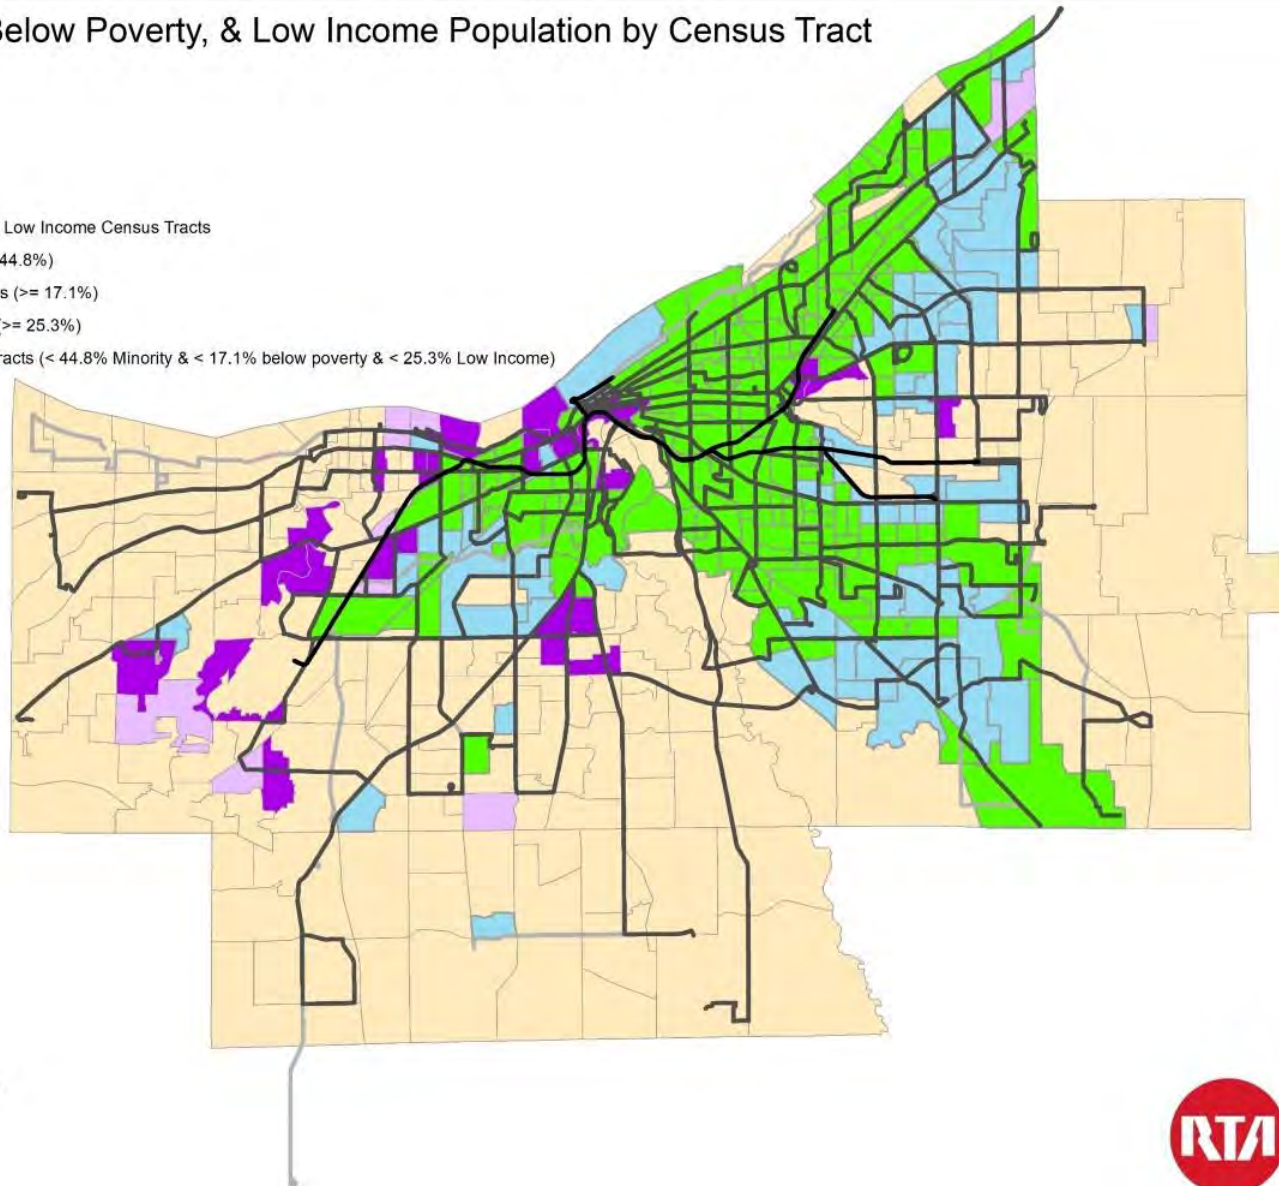 Below Poverty, & Low Income Population by Census Tract
Low Income Census Tracts
44.8%)
s (>= 17.1%)
>= 25.3%)
racts (< 44.8% Minority & < 17.1% below poverty & < 25.3% Low Income)
RTA